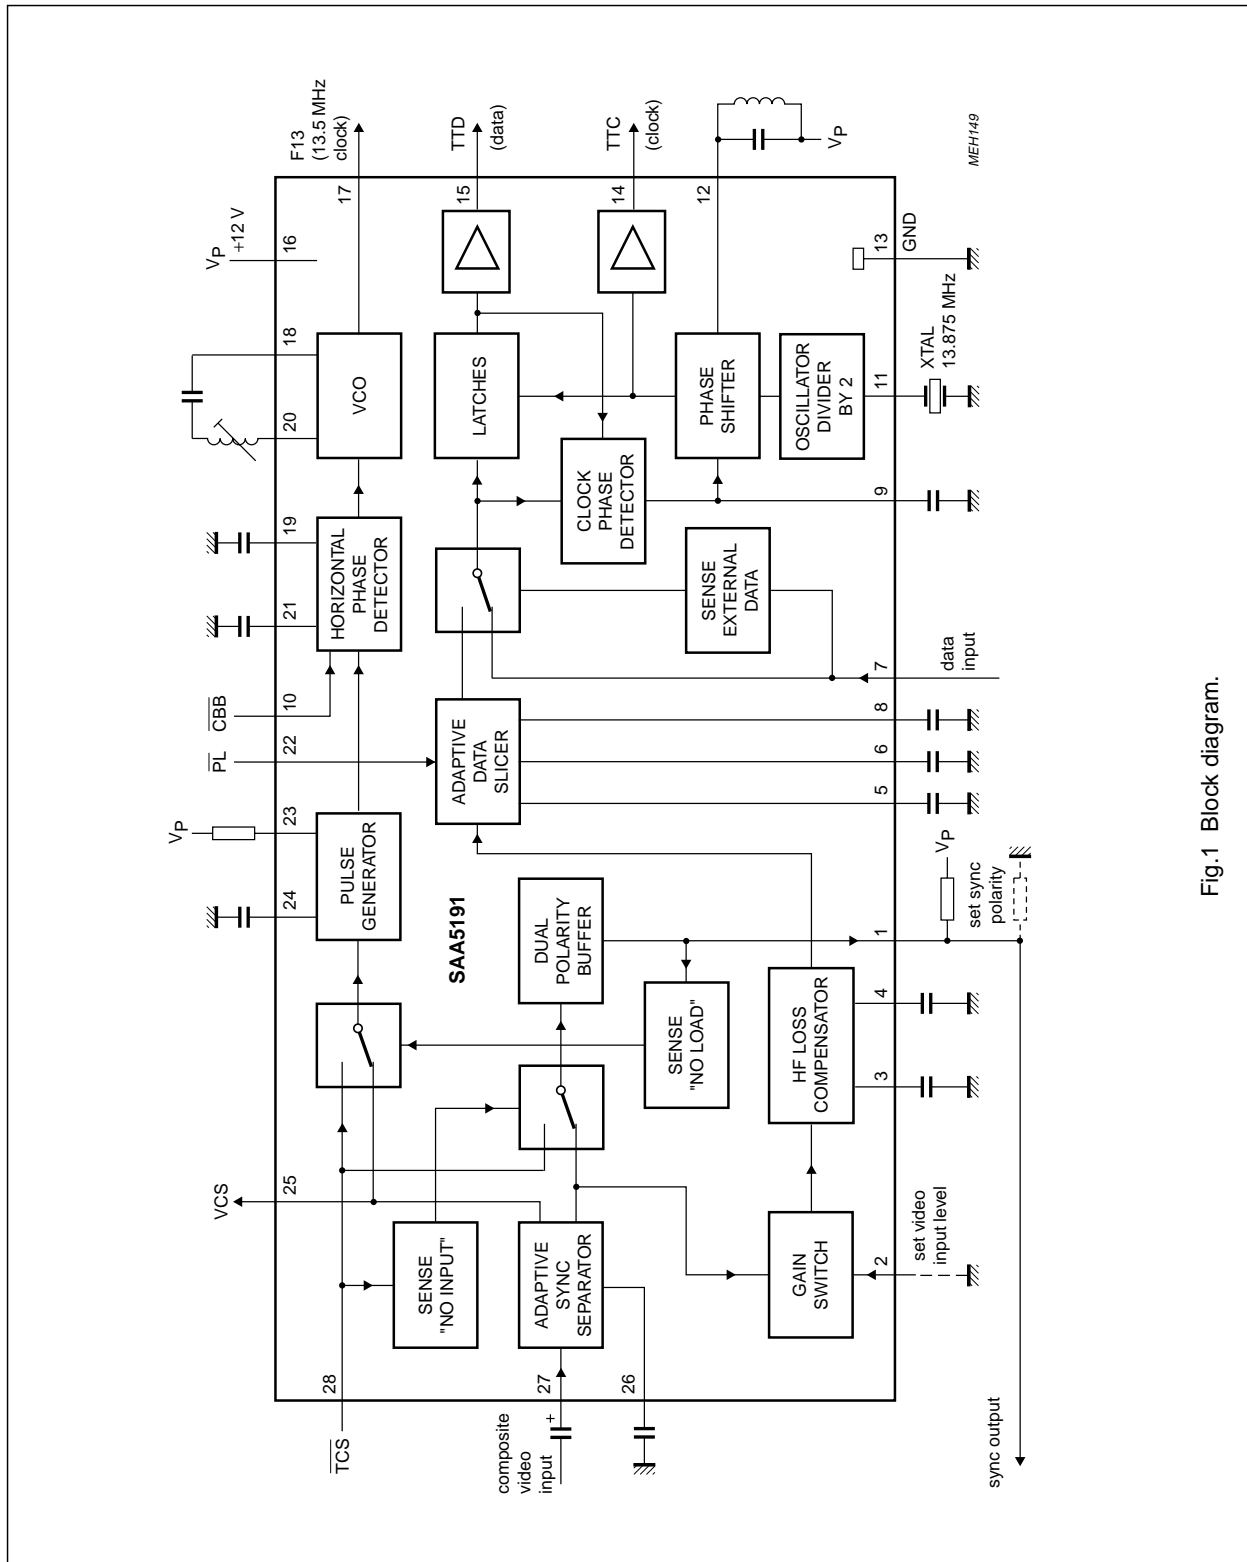 F13
(13.5 MHz
clock)
TTD
(data)
TTC
(clock)
VP
MEH149
17
15
14
12
VP
+12 V
16
13
GND
18
20
VCO
LATCHES
PHASE
SHIFTER
OSCILLATOR
DIVIDER
BY 2
11
XTAL
13.875 MHz
19
21
HORIZONTAL
PHASE
DETECTOR
CLOCK
PHASE
DETECTOR
9
SENSE
EXTERNAL
DATA
CBB
10
PL
22
ADAPTIVE
DATA
SLICER
7
data
input
8
6
5
VP
23
24
PULSE
GENERATOR
SAA5191
DUAL
POLARITY
BUFFER
SENSE
"NO LOAD"
1
VP
set sync
polarity
HF LOSS
COMPENSATOR
4
3
VCS
25
SENSE
"NO INPUT"
ADAPTIVE
SYNC
SEPARATOR
GAIN
SWITCH
2
set video
input level
TCS
28
composite
video
input
+
27
26
sync output
Fig.1 Block diagram.